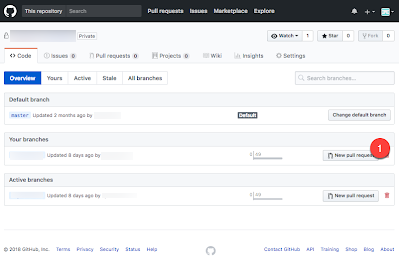 This repository Search Pull requests Issues Marketplace Explore
Private Watch 1 Star 0 Fork 0
Code Issues 0 Pull requests 0 Projects 0 Wiki Insights Settings
Overview Yours Active Stale All branches Search branches...
Default branch
master Updated 2 months ago by Default Change default branch
Your branches
1
Updated 8 days ago by New pull request
Active branches
Updated 8 days ago by New pull request
© 2018 GitHub, Inc. Terms Privacy Security Status Help Contact GitHub API Training Shop Blog About